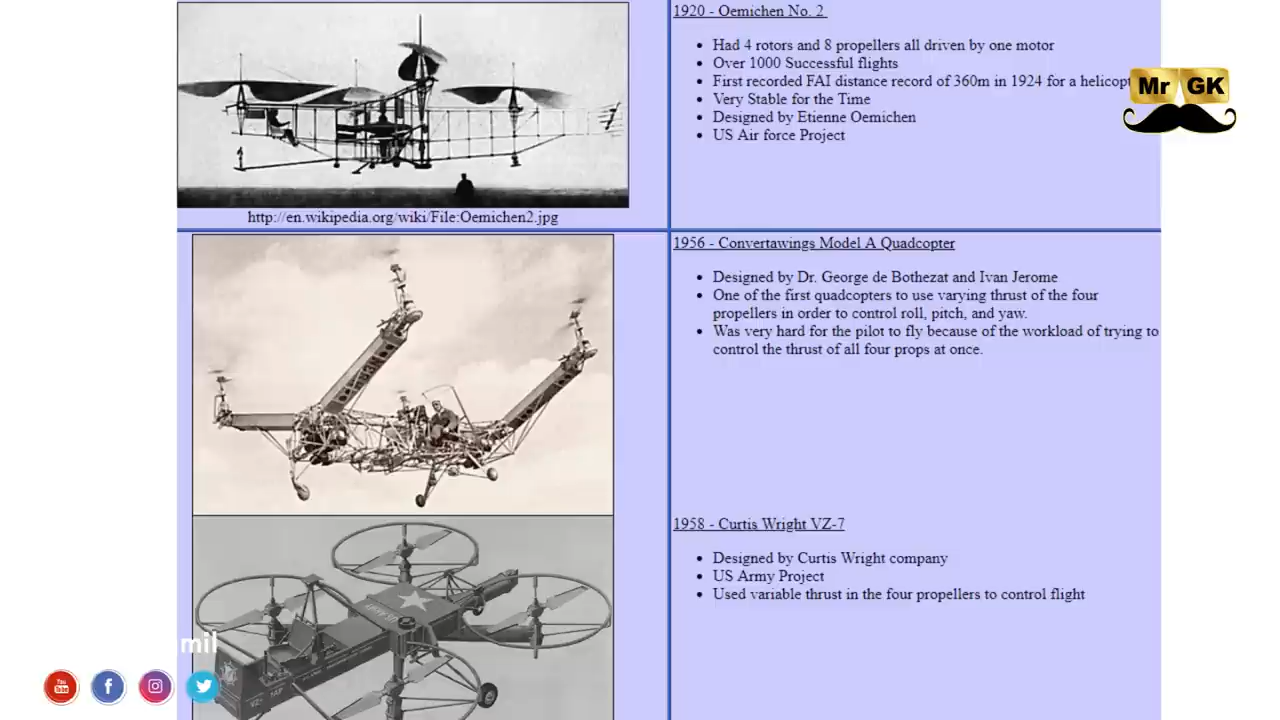 1920 - Oemichen No. 2
Had 4 rotors and 8 propellers all driven by one motor
Over 1000 Successful flights
First recorded FAI distance record of 360m in 1924 for a helicopt
Very Stable for the Time
Designed by Etienne Oemichen
US Air force Project
Mr GK
http://en.wikipedia.org/wiki/File:Oemichen2.jpg
1956 - Convertawings Model A Quadcopter
Designed by Dr. George de Bothezat and Ivan Jerome
One of the first quadcopters to use varying thrust of the four
propellers in order to control roll, pitch, and yaw.
Was very hard for the pilot to fly because of the workload of trying to
control the thrust of all four props at once.
1958 - Curtis Wright VZ-7
Designed by Curtis Wright company
US Army Project
Used variable thrust in the four propellers to control flight
mil
You
Tube